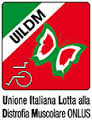 UILDM
Unione Italiana Lotta alla
Distrofia Muscolare ONLUS